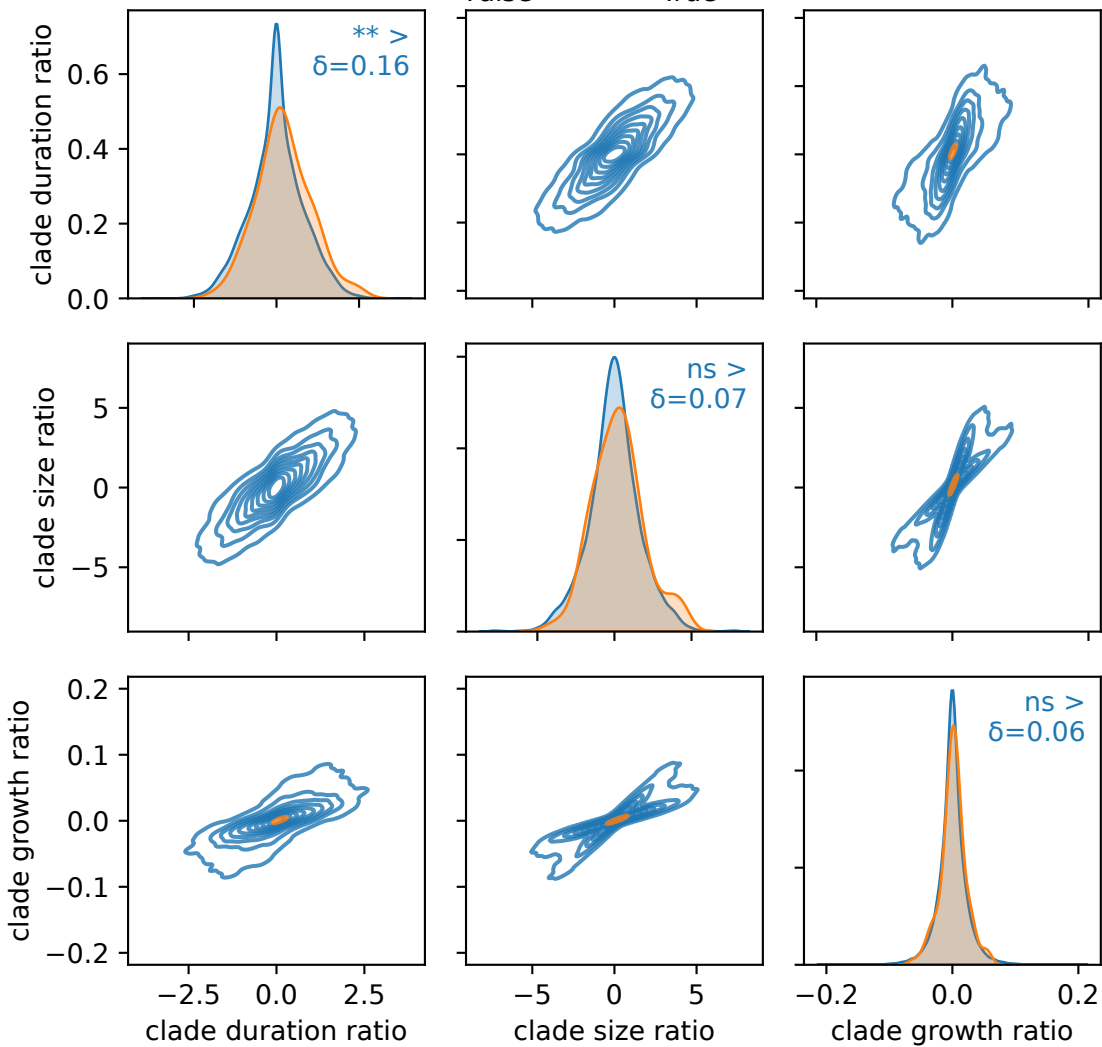 clade duration ratio
0.6
0.4
0.2
0.0
** >
δ=0.16
clade size ratio
5
0
−5
ns >
δ=0.07
clade growth ratio
0.2
0.1
0.0
−0.1
−0.2
ns >
δ=0.06
−2.5 0.0 2.5
clade duration ratio
−5 0 5
clade size ratio
−0.2 0.0 0.2
clade growth ratio